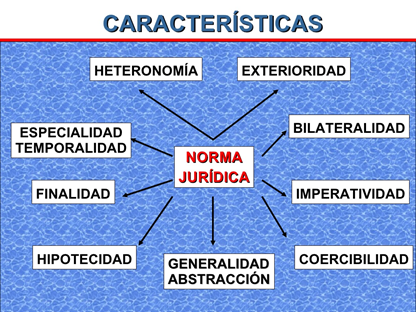 CARACTERÍSTICAS
HETERONOMÍA
EXTERIORIDAD
ESPECIALIDAD
TEMPORALIDAD
BILATERALIDAD
NORMA
JURÍDICA
FINALIDAD
IMPERATIVIDAD
HIPOTECIDAD
GENERALIDAD
ABSTRACCIÓN
COERCIBILIDAD